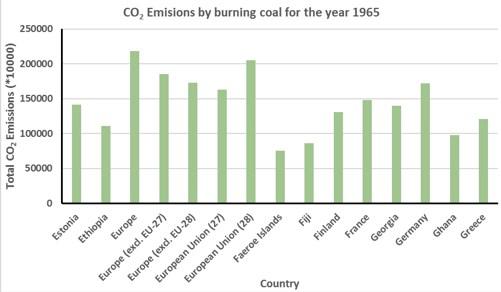 CO2 Emisions by burning coal for the year 1965
Total CO2 Emissions (*10000)
250000
200000
150000
100000
50000
0
Estonia
Ethiopia
Europe
Europe (excl. EU-27)
Europe (excl. EU-28)
European Union (27)
European Union (28)
Faeroe Islands
Fiji
Finland
France
Georgia
Germany
Ghana
Greece
Country